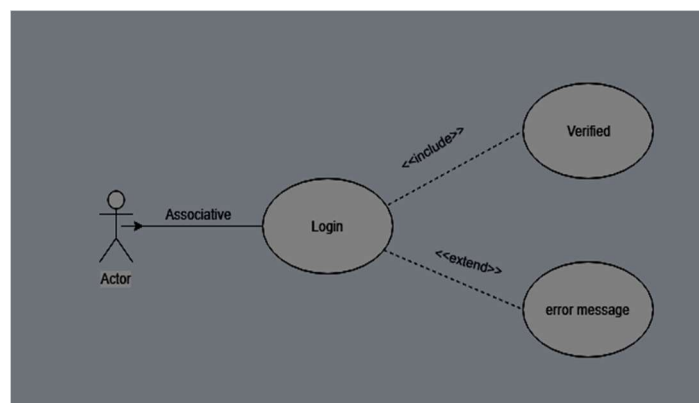 Verified
<<include>>
Associative
Login
<<extend>>
Actor
error message